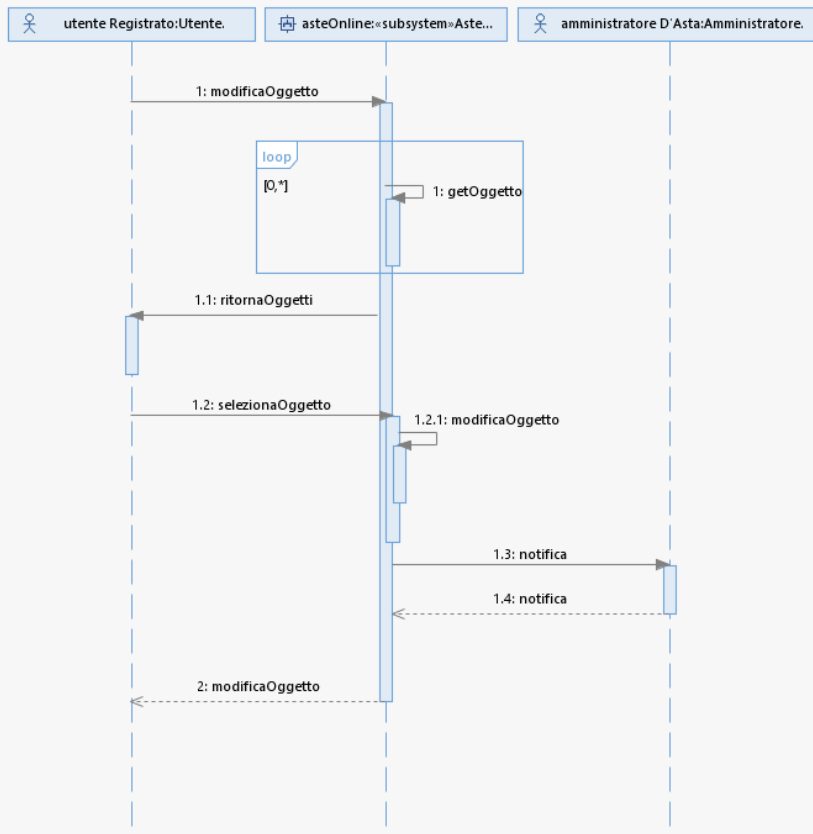 utente Registrato:Utente.
asteOnline:«subsystem»Aste...
amministratore D'Asta:Amministratore.
1: modificaOggetto
loop
[0,*]
1: getOggetto
1.1: ritornaOggetti
1.2: selezionaOggetto
1.2.1: modificaOggetto
1.3: notifica
1.4: notifica
2: modificaOggetto